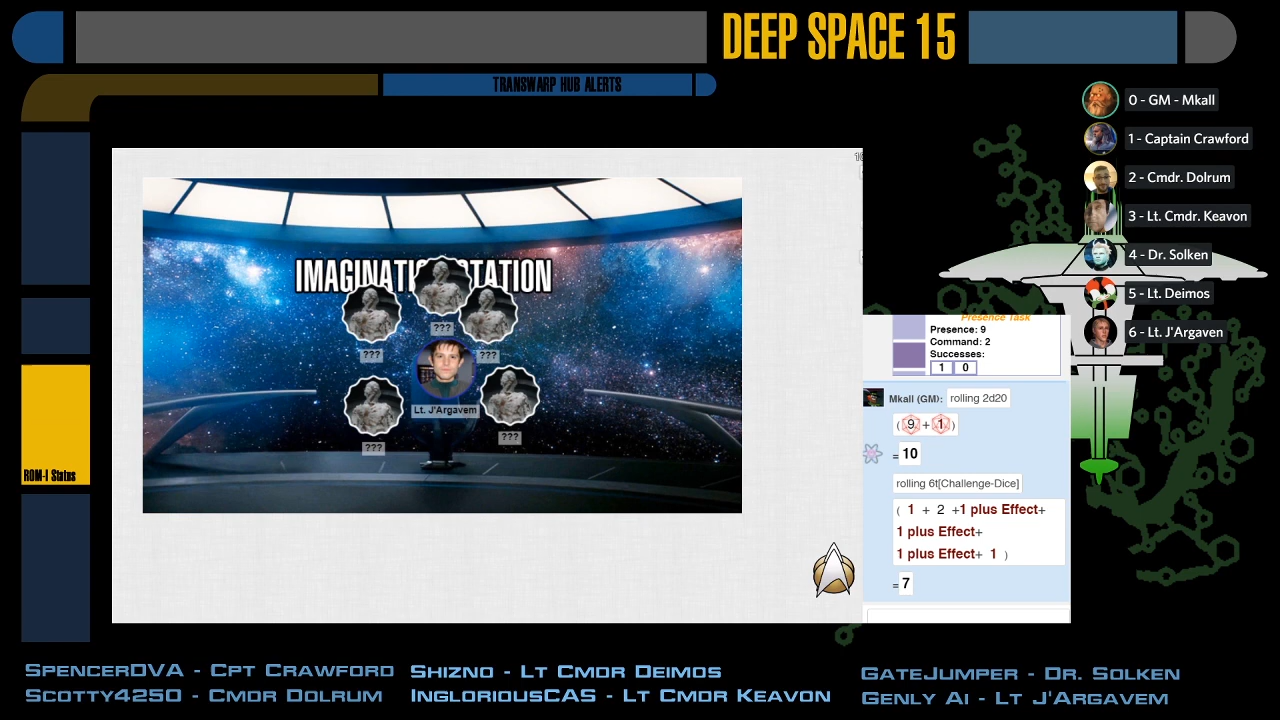 DEEP SPACE 15
TRANSWARP HUB ALERTS
0 - GM - Mkall
1 - Captain Crawford
2 - Cmdr. Dolrum
3 - Lt. Cmdr. Keavon
4 - Dr. Solken
5 - Lt. Deimos
6 - Lt. J'Argaven
???
???
???
Lt. J'Argavem
???
???
Presence Task
Presence: 9
Command: 2
Successes:
1 0
Mkall (GM): rolling 2d20
( 9 + 1 )
= 10
rolling 6t[Challenge-Dice]
( 1 + 2 +1 plus Effect+
1 plus Effect+
1 plus Effect+ 1 )
= 7
ROM-I Status
SpencerDVA - Cpt Crawford
Scotty4250 - Cmdr Dolrum
Shizno - Lt Cmdr Deimos
IngloriousCAS - Lt Cmdr Keavon
GateJumper - Dr. Solken
Genly Ai - Lt J'Argavem